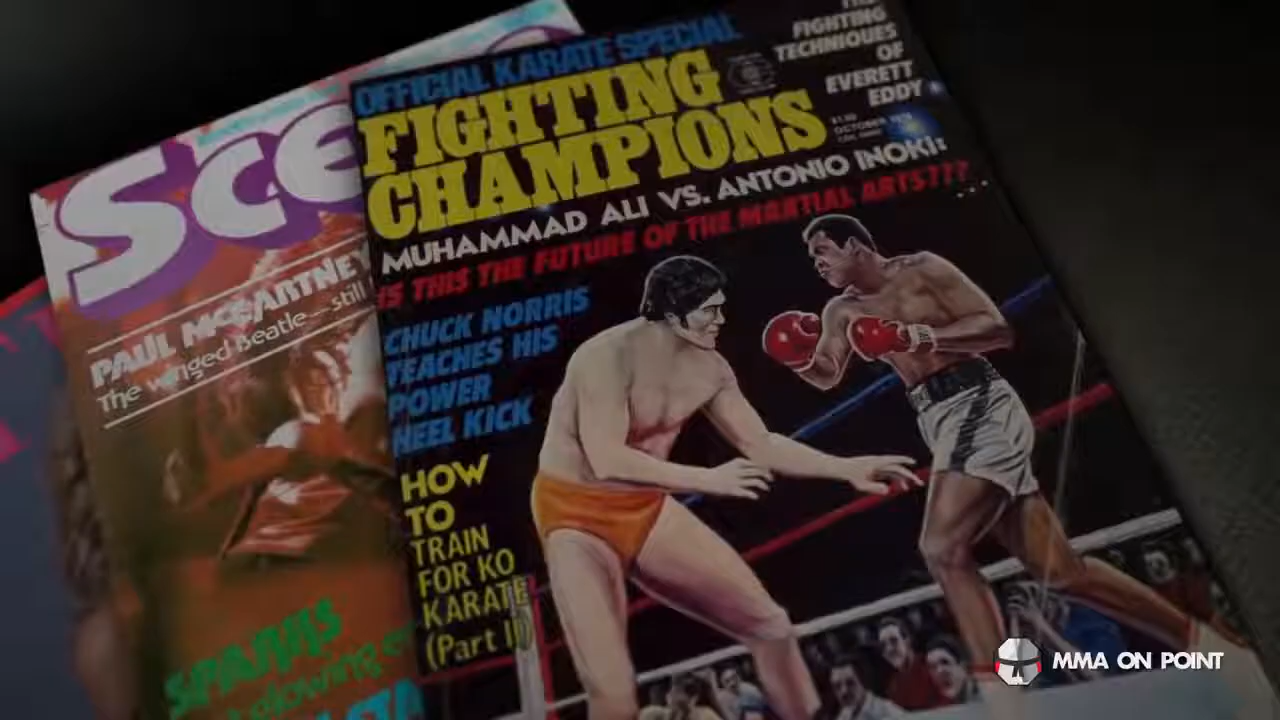 Sce
PAUL MCCARTNEY
The winged Beatle—still
SPARKS
OFFICIAL KARATE SPECIAL
FIGHTING
CHAMPIONS
FIGHTING
TECHNIQUES
OF
EVERETT
EDDY
OCTOBER
MUHAMMAD ALI VS. ANTONIO INOKI:
IS THIS THE FUTURE OF THE MARTIAL ARTS???
CHUCK NORRIS
TEACHES HIS
POWER
HEEL KICK
HOW
TO
TRAIN
FOR KO
KARATE
(Part II)
MMA ON POINT